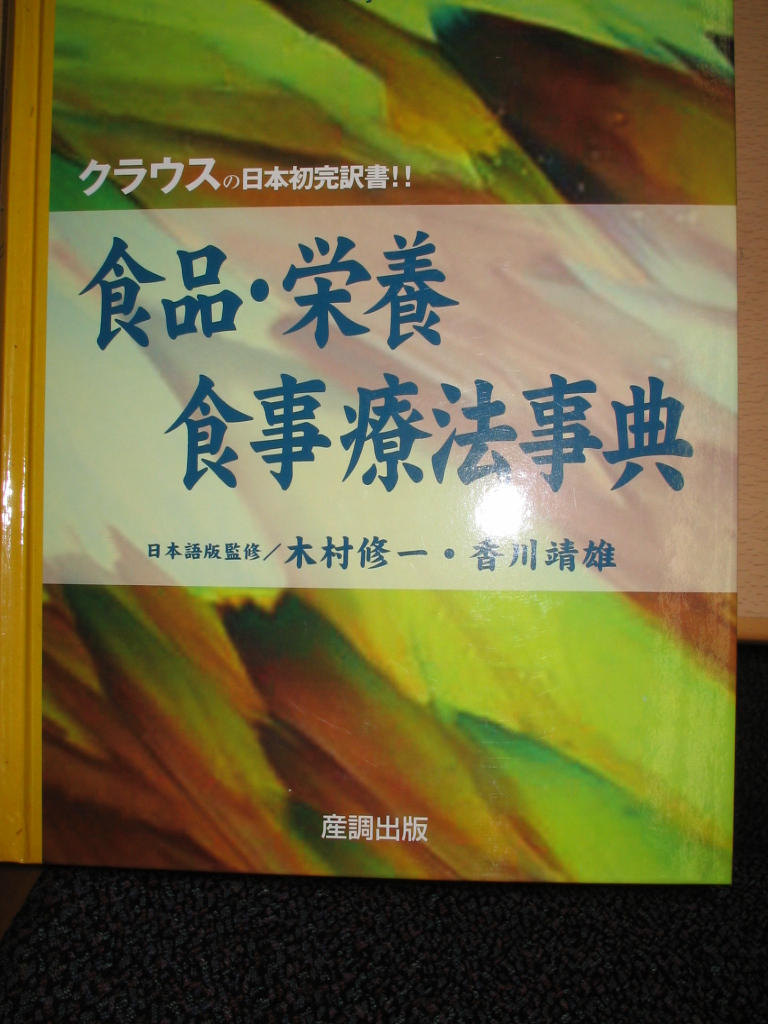 クラウスの日本初完訳書!!
食品・栄養
食事療法事典
日本語版監修/木村修一・香川靖雄
産調出版